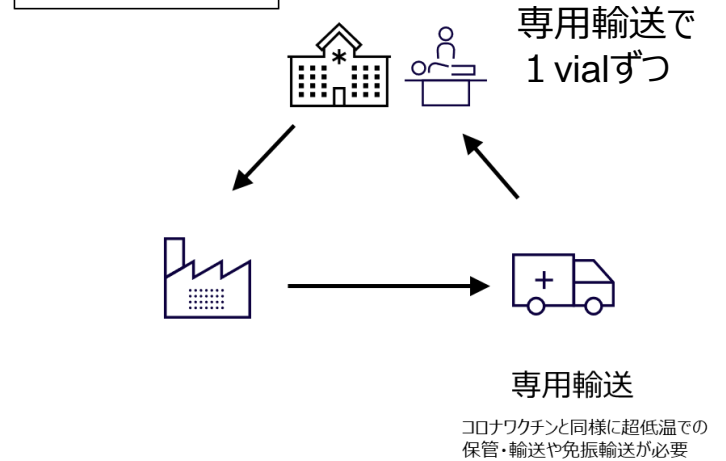 専用輸送で
１vialずつ
専用輸送
コロナワクチンと同様に超低温での
保管・輸送や免振輸送が必要